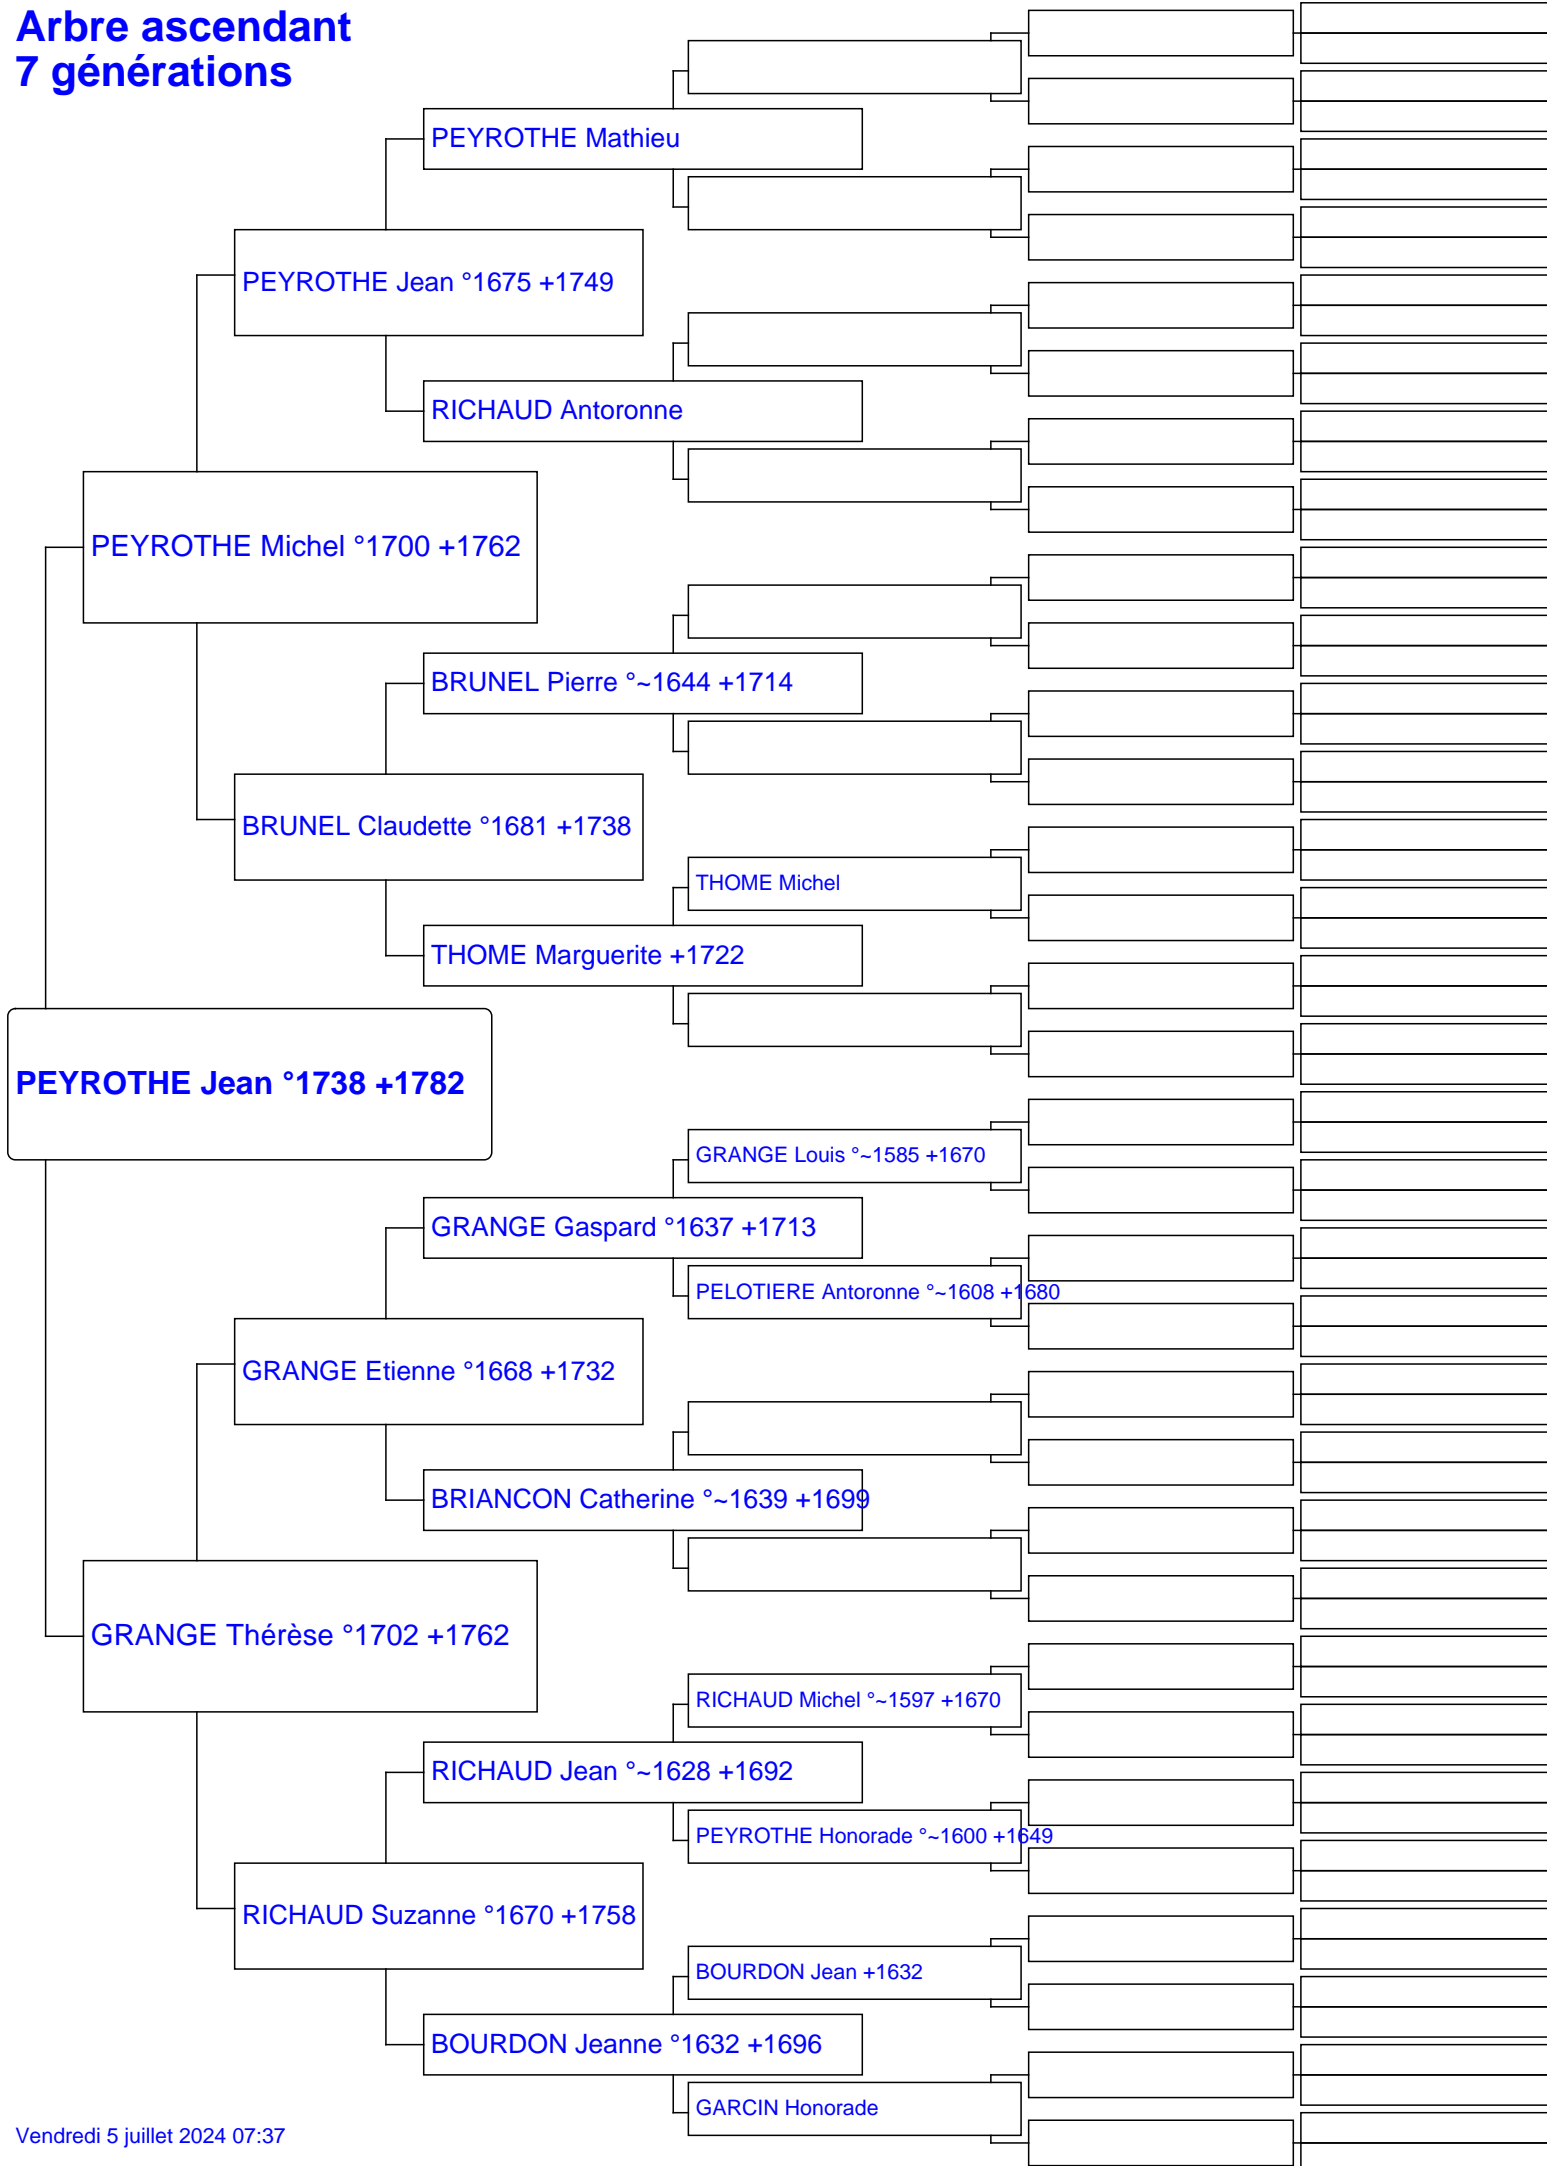 Arbre ascendant
7 générations
PEYROTHE Mathieu
PEYROTHE Jean °1675 +1749
RICHAUD Antoronne
PEYROTHE Michel °1700 +1762
BRUNEL Pierre °~1644 +1714
BRUNEL Claudette °1681 +1738
THOME Michel
THOME Marguerite +1722
PEYROTHE Jean °1738 +1782
GRANGE Louis °~1585 +1670
GRANGE Gaspard °1637 +1713
PELOTIERE Antoronne °~1608 +1680
GRANGE Etienne °1668 +1732
BRIANCON Catherine °~1639 +1699
GRANGE Thérèse °1702 +1762
RICHAUD Michel °~1597 +1670
RICHAUD Jean °~1628 +1692
PEYROTHE Honorade °~1600 +1649
RICHAUD Suzanne °1670 +1758
BOURDON Jean +1632
BOURDON Jeanne °1632 +1696
GARCIN Honorade
Vendredi 5 juillet 2024 07:37